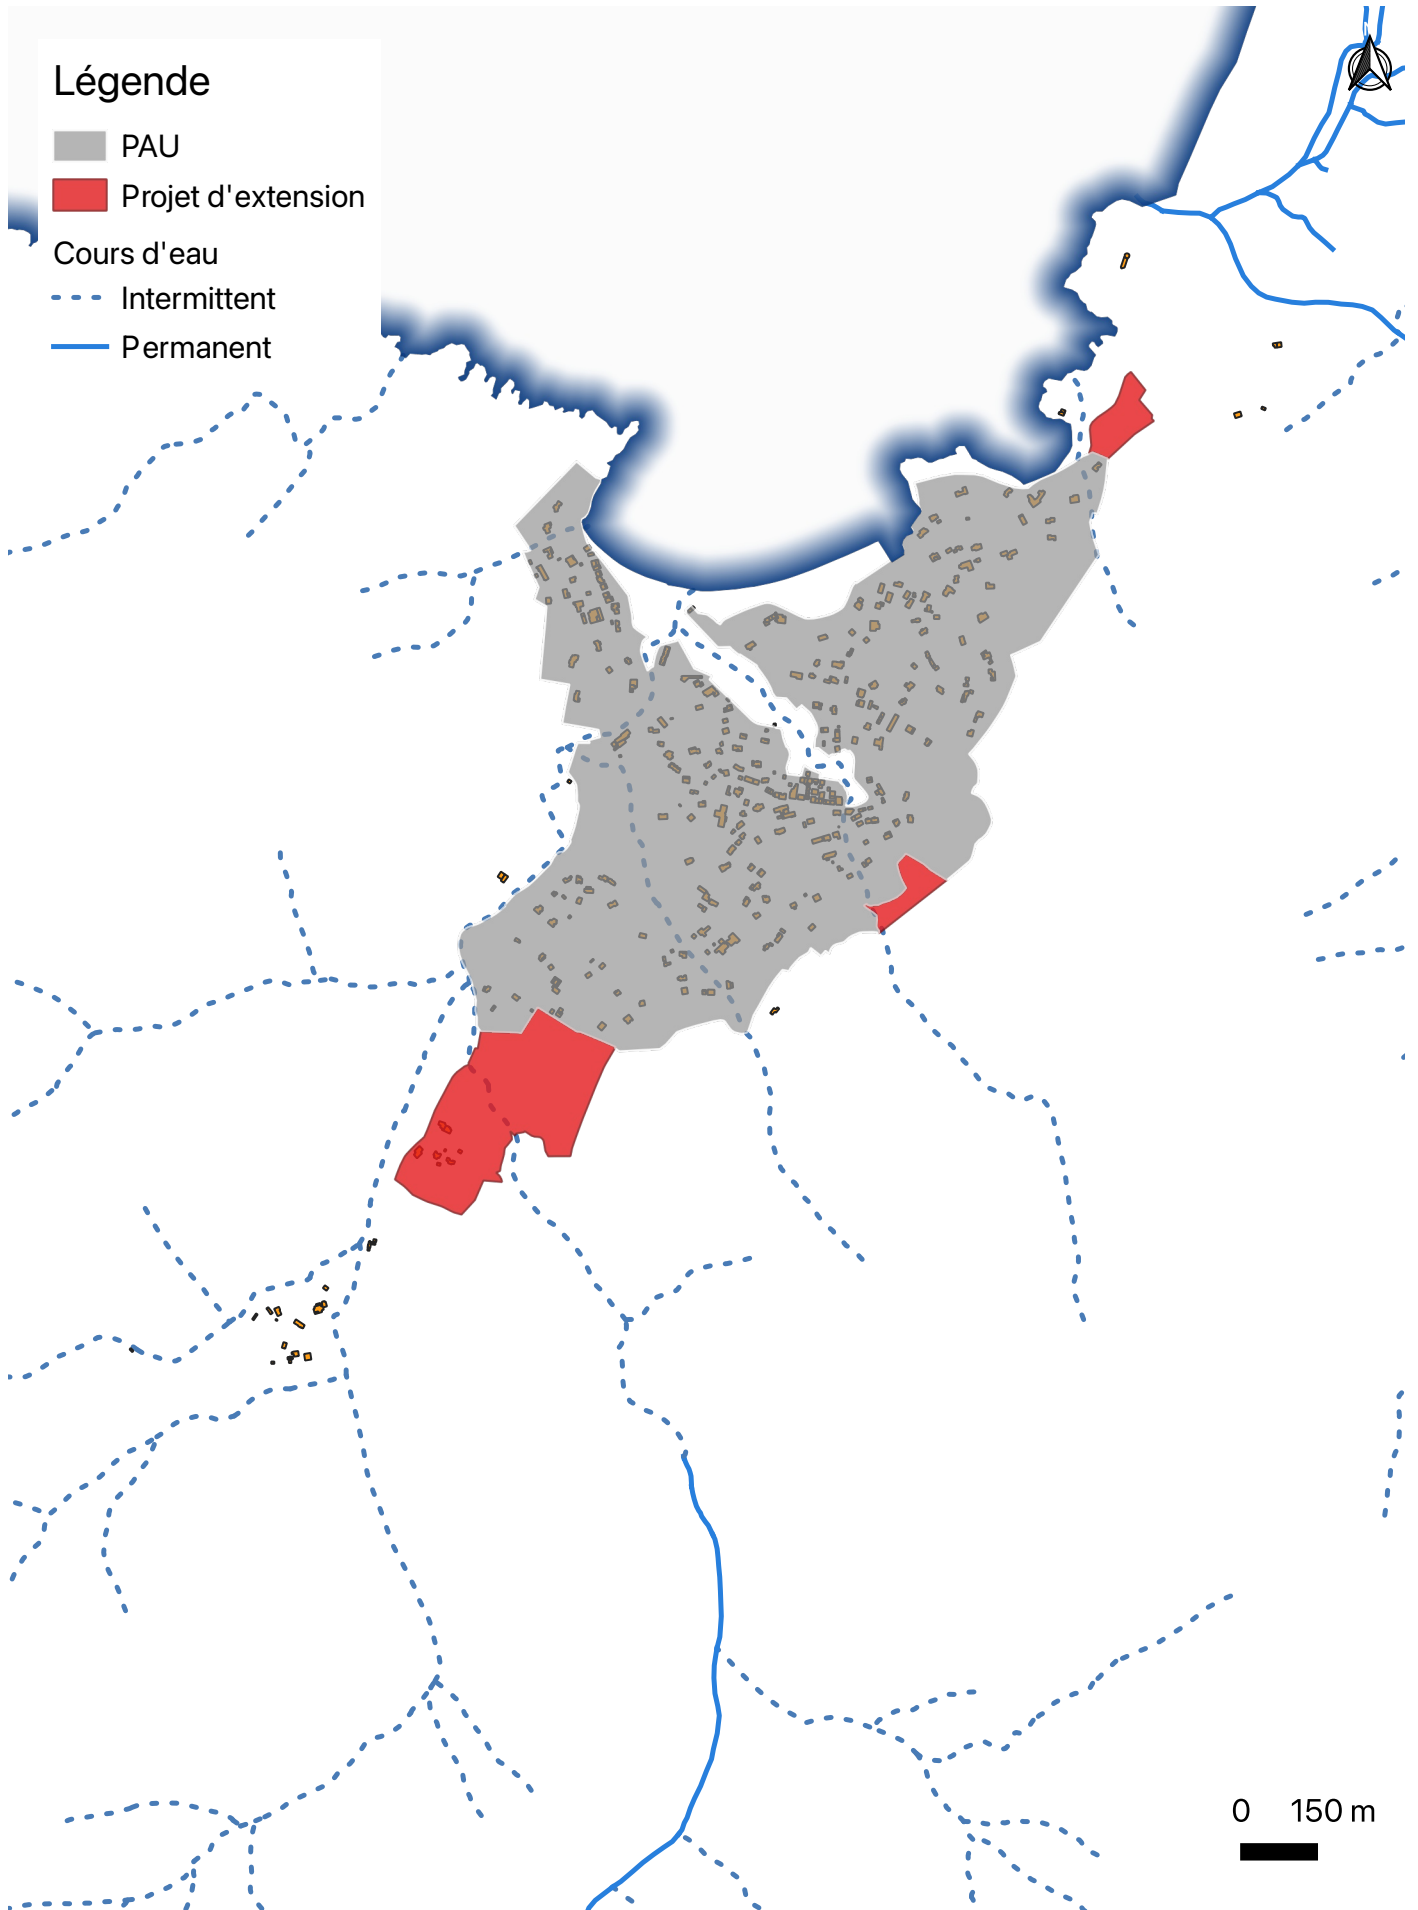 Légende
PAU
Projet d'extension
Cours d'eau
Intermittent
Permanent
0 150 m